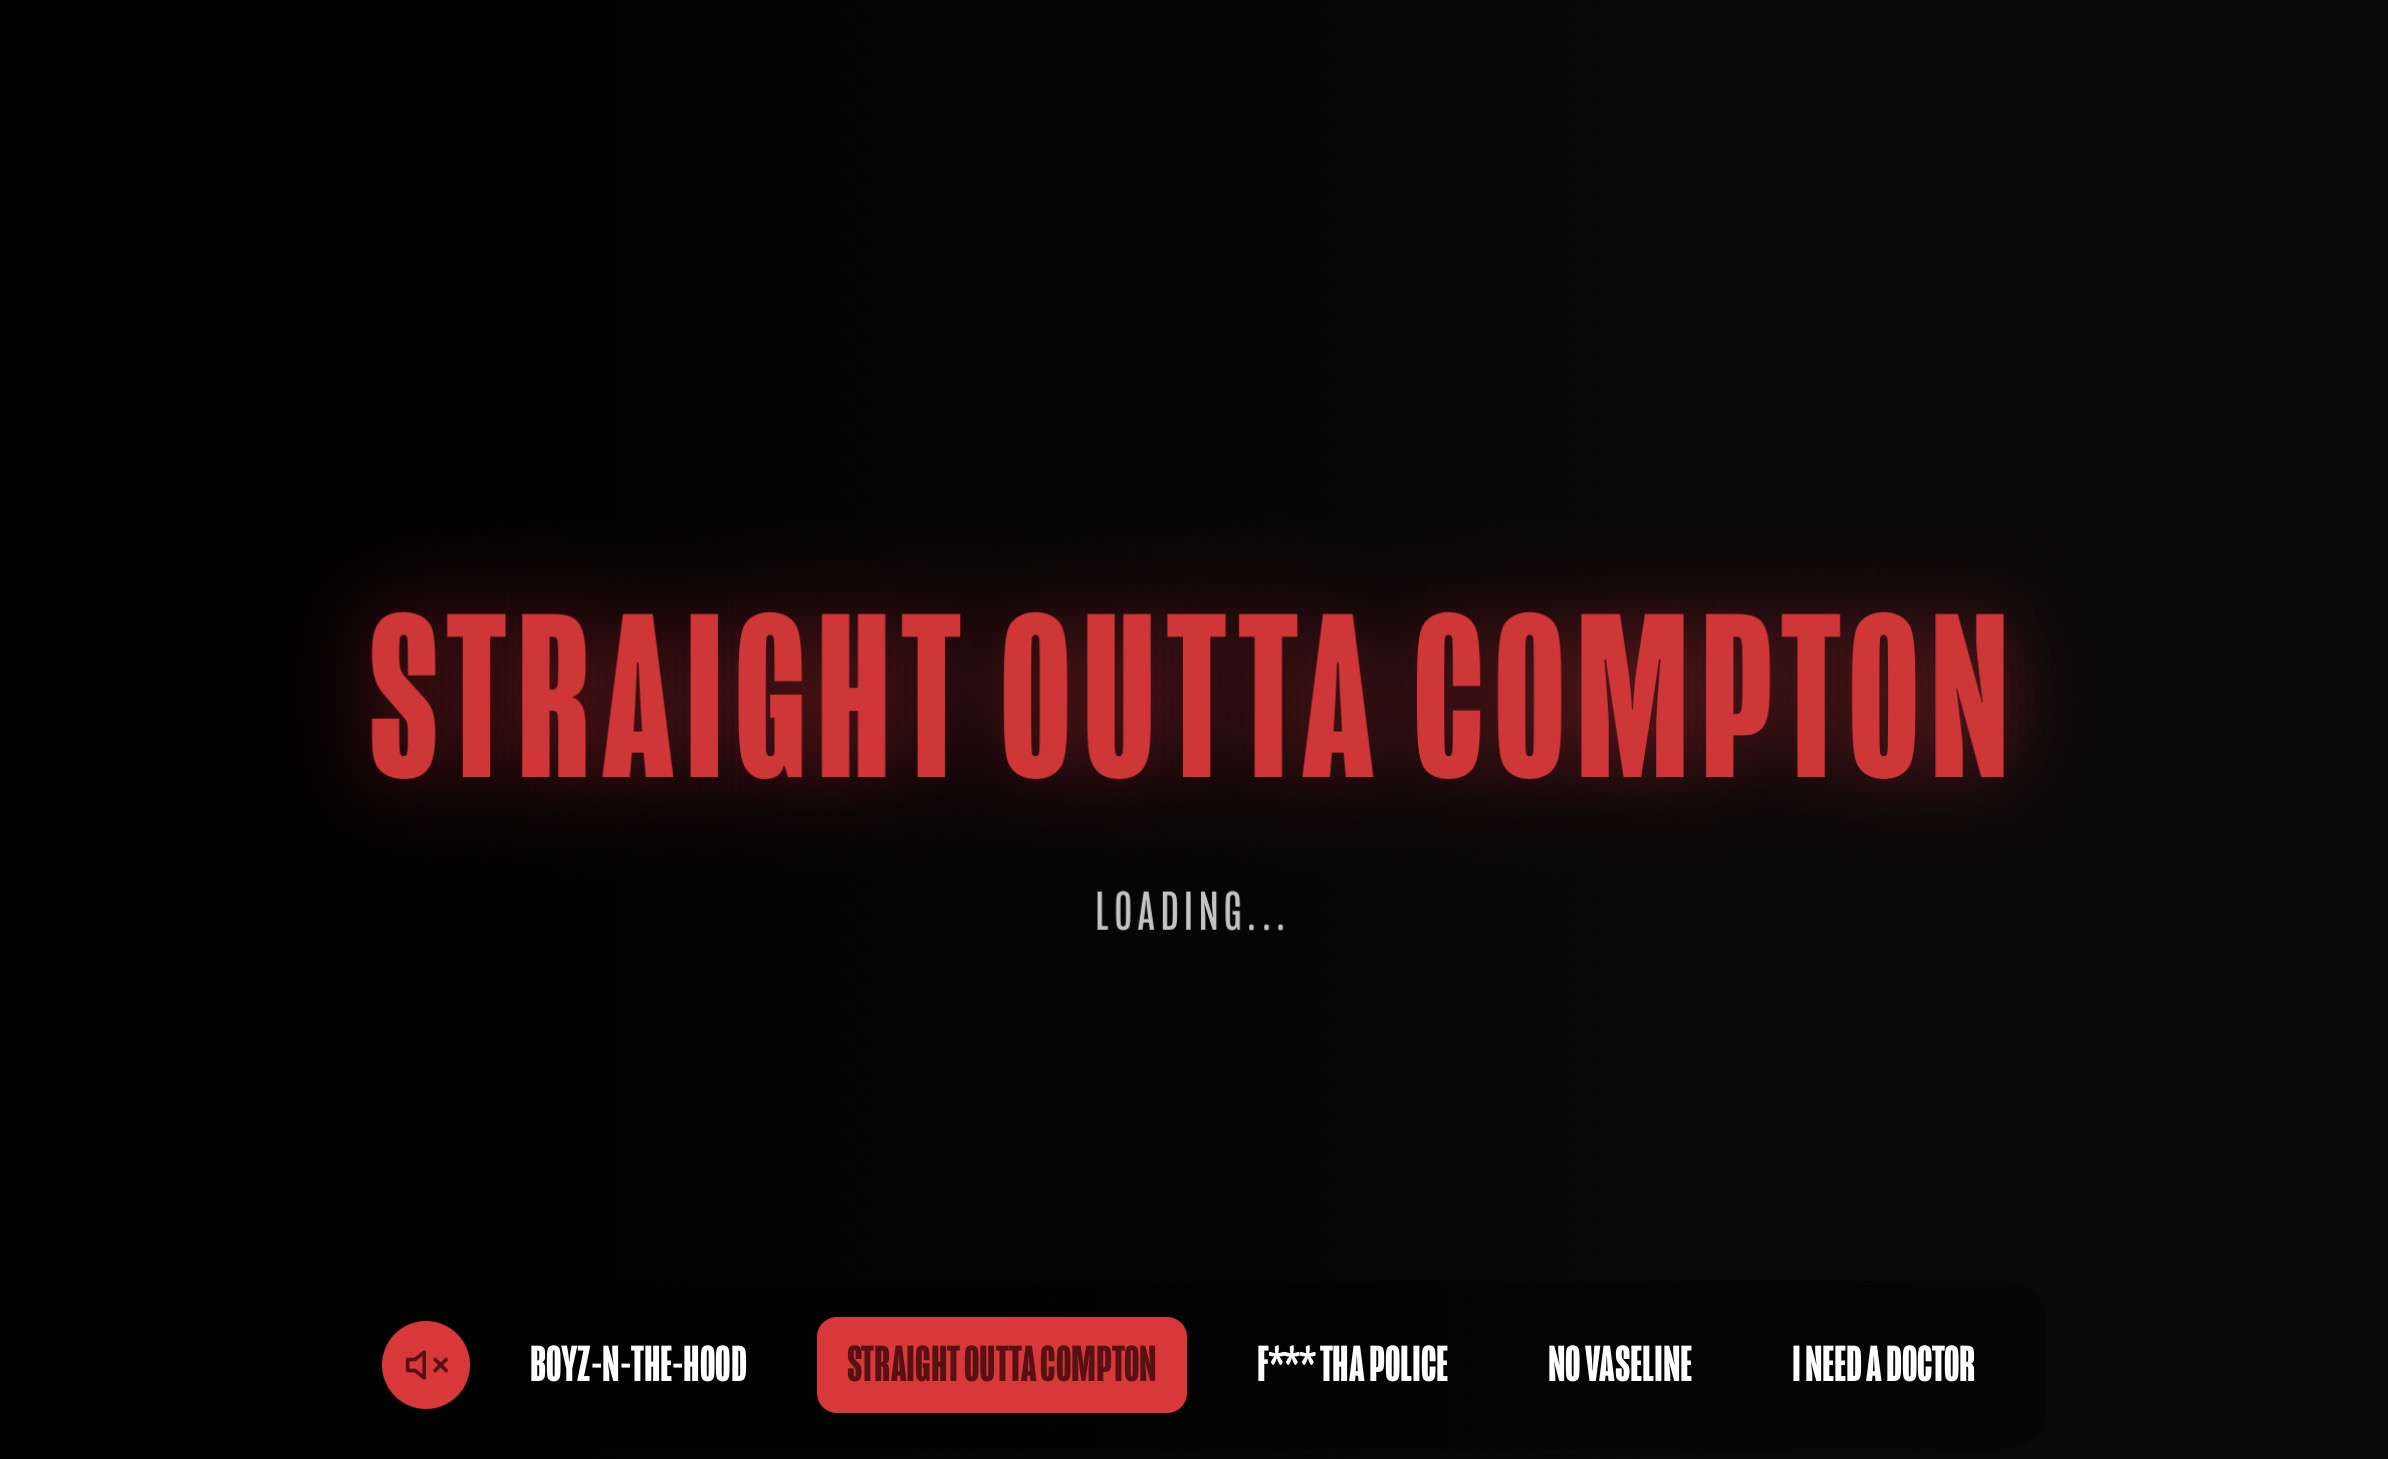 STRAIGHT OUTTA COMPTON
LOADING...
BOYZ-N-THE-HOOD STRAIGHT OUTTA COMPTON F*** THA POLICE NO VASELINE I NEED A DOCTOR